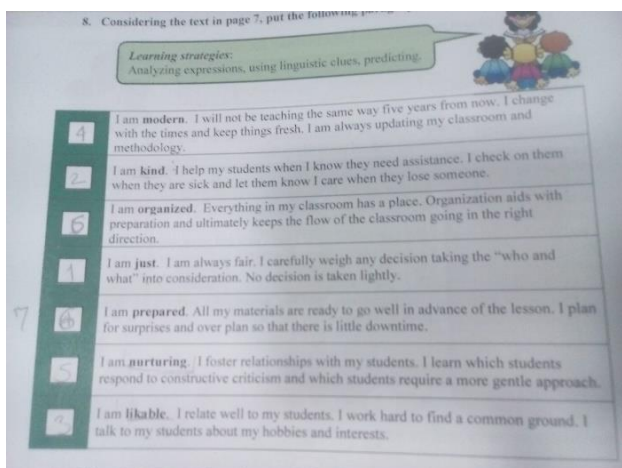 8. Considering the text in page 7, put the following
Learning strategies:
Analyzing expressions, using linguistic clues, predicting.
4
I am modern. I will not be teaching the same way five years from now. I change
with the times and keep things fresh. I am always updating my classroom and
methodology.
2
I am kind. I help my students when I know they need assistance. I check on them
when they are sick and let them know I care when they lose someone.
6
I am organized. Everything in my classroom has a place. Organization aids with
preparation and ultimately keeps the flow of the classroom going in the right
direction.
1
I am just. I am always fair. I carefully weigh any decision taking the “who and
what” into consideration. No decision is taken lightly.
7
I am prepared. All my materials are ready to go well in advance of the lesson. I plan
for surprises and over plan so that there is little downtime.
5
I am nurturing. I foster relationships with my students. I learn which students
respond to constructive criticism and which students require a more gentle approach.
3
I am likable. I relate well to my students. I work hard to find a common ground. I
talk to my students about my hobbies and interests.